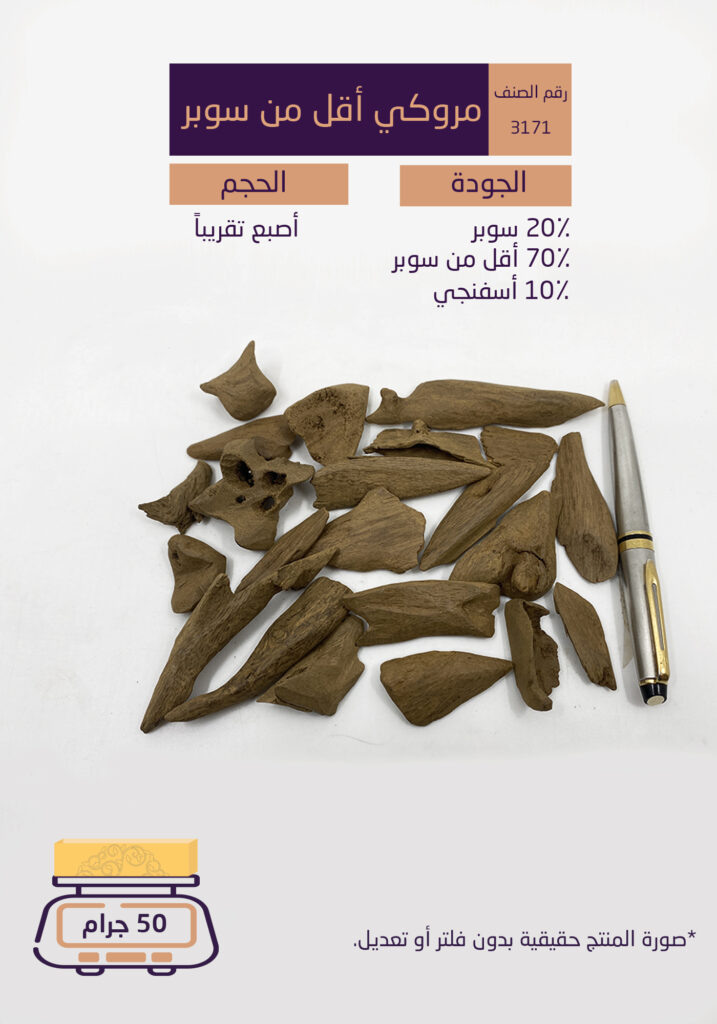 رقم الصنف
3171
مروكي أقل من سوبر
الجودة
20٪ سوبر
70٪ أقل من سوبر
10٪ أسفنجي
الحجم
أصبع تقريباً
50 جرام
*صورة المنتج حقيقية بدون فلتر أو تعديل.